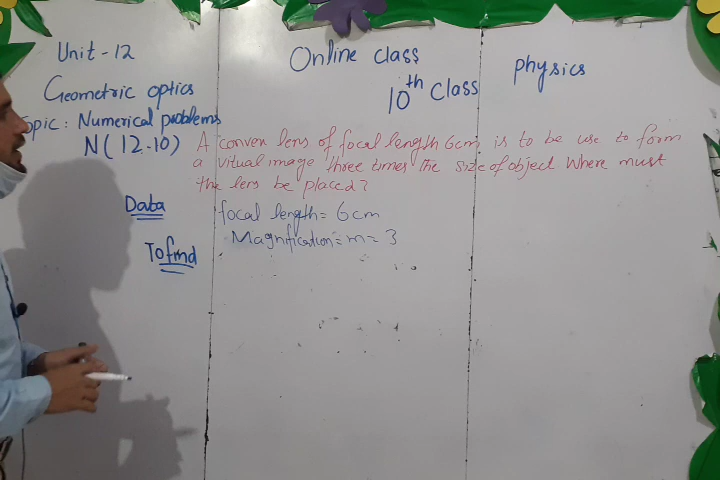 Unit - 12
Online class
physics
10th Class
Geometric optics
opic : Numerical problems
N( 12.10)
A conven lens of focal length 6cm is to be use to form
a vitual image three times the size of object Where must
the lens be placed?
Data
focal length = 6cm
Magnification = m = 3
To find